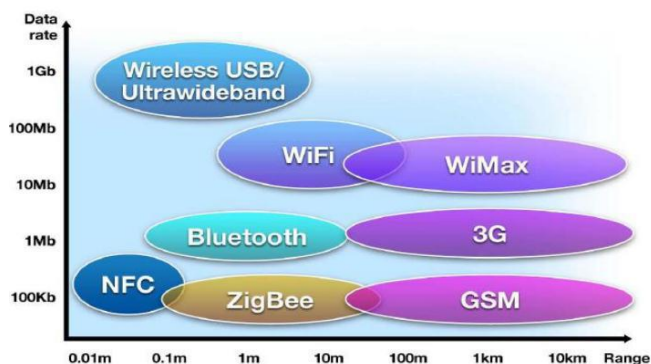 Data
rate
1Gb
Wireless USB/
Ultrawideband
100Mb
WiFi
WiMax
10Mb
1Mb
Bluetooth
3G
NFC
100Kb
ZigBee
GSM
0.01m 0.1m 1m 10m 100m 1km 10km Range